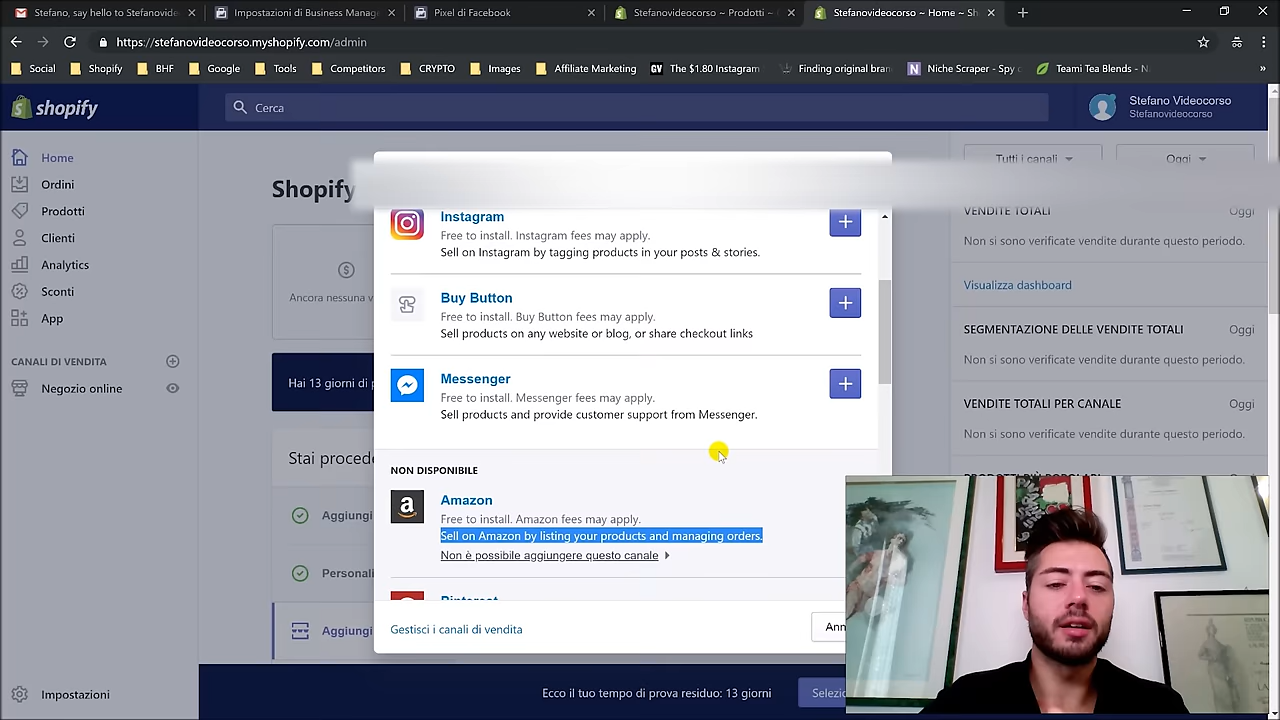 Stefano, say hello to Stefanovid
Impostazioni di Business Manag
Pixel di Facebook
Stefanovideocorso ~ Prodotti ~
Stefanovideocorso ~ Home ~ Sh
https://stefanovideocorso.myshopify.com/admin
Social
Shopify
BHF
Google
Tools
Competitors
CRYPTO
Images
Affiliate Marketing
GV The $1.80 Instagram
Finding original bran
N Niche Scraper - Spy
Teami Tea Blends - N
shopify
Cerca
Stefano Videocorso
Stefanovideocorso
Home
Ordini
Prodotti
Clienti
Analytics
Sconti
App
CANALI DI VENDITA
Negozio online
Impostazioni
Shopify
Ancora nessuna v
Hai 13 giorni di p
Stai procede
Aggiungi
Personali
Aggiungi
Instagram
Free to install. Instagram fees may apply.
Sell on Instagram by tagging products in your posts & stories.
Buy Button
Free to install. Buy Button fees may apply.
Sell products on any website or blog, or share checkout links
Messenger
Free to install. Messenger fees may apply.
Sell products and provide customer support from Messenger.
NON DISPONIBILE
Amazon
Free to install. Amazon fees may apply.
Sell on Amazon by listing your products and managing orders.
Non è possibile aggiungere questo canale
Pinterest
Gestisci i canali di vendita
Ann
Tutti i canali
Oggi
VENDITE TOTALI
Oggi
Non si sono verificate vendite durante questo periodo.
Visualizza dashboard
SEGMENTAZIONE DELLE VENDITE TOTALI
Oggi
Non si sono verificate vendite durante questo periodo.
VENDITE TOTALI PER CANALE
Oggi
Non si sono verificate vendite durante questo periodo.
PRODOTTI PIÙ POPOLARI
Ecco il tuo tempo di prova residuo: 13 giorni
Selezi